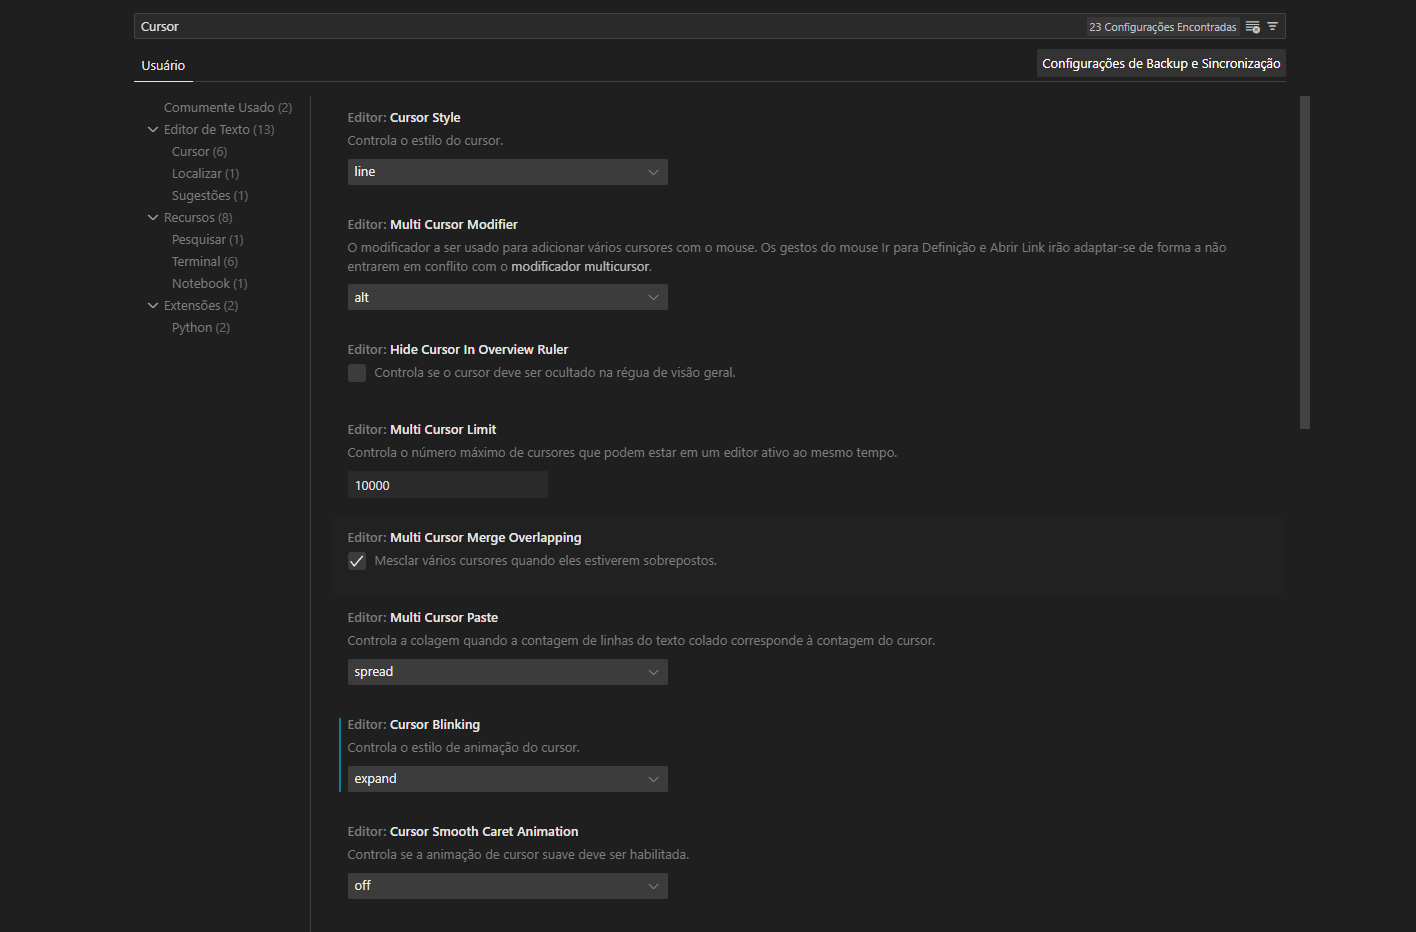 Cursor
23 Configurações Encontradas
Usuário
Configurações de Backup e Sincronização
Comumente Usado (2)
Editor de Texto (13)
Cursor (6)
Localizar (1)
Sugestões (1)
Recursos (8)
Pesquisar (1)
Terminal (6)
Notebook (1)
Extensões (2)
Python (2)
Editor: Cursor Style
Controla o estilo do cursor.
line
Editor: Multi Cursor Modifier
O modificador a ser usado para adicionar vários cursores com o mouse. Os gestos do mouse Ir para Definição e Abrir Link irão adaptar-se de forma a não
entrarem em conflito com o modificador multicursor.
alt
Editor: Hide Cursor In Overview Ruler
Controla se o cursor deve ser ocultado na régua de visão geral.
Editor: Multi Cursor Limit
Controla o número máximo de cursores que podem estar em um editor ativo ao mesmo tempo.
10000
Editor: Multi Cursor Merge Overlapping
Mesclar vários cursores quando eles estiverem sobrepostos.
Editor: Multi Cursor Paste
Controla a colagem quando a contagem de linhas do texto colado corresponde à contagem do cursor.
spread
Editor: Cursor Blinking
Controla o estilo de animação do cursor.
expand
Editor: Cursor Smooth Caret Animation
Controla se a animação de cursor suave deve ser habilitada.
off